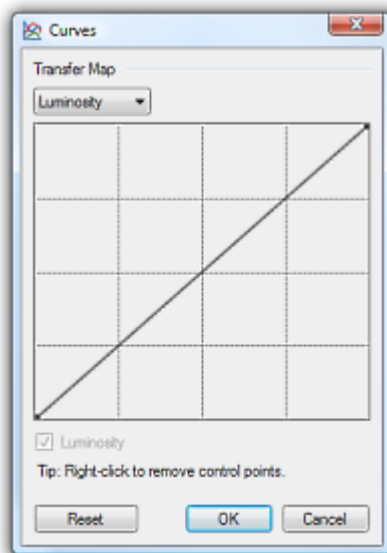 Curves
Transfer Map
Luminosity
Luminosity
Tip: Right-click to remove control points.
Reset OK Cancel